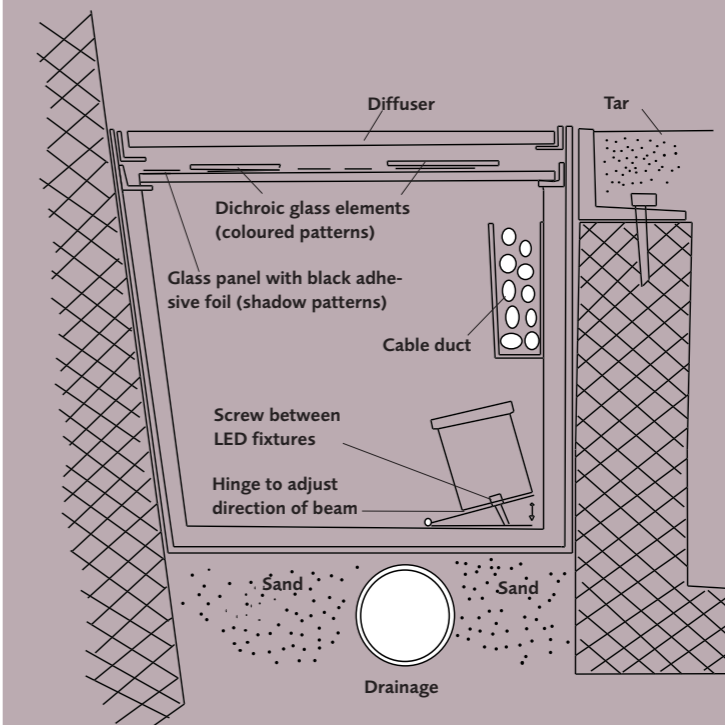 Diffuser
Tar
Dichroic glass elements
(coloured patterns)
Glass panel with black adhe-
sive foil (shadow patterns)
Cable duct
Screw between
LED fixtures
Hinge to adjust
direction of beam
Sand
Sand
Drainage